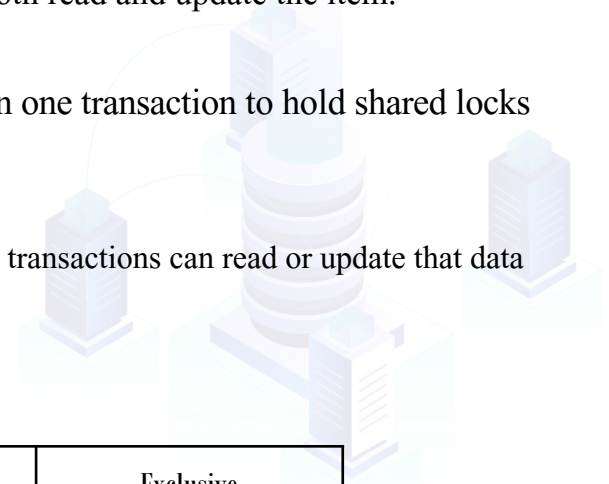 both read and update the item.
n one transaction to hold shared locks
transactions can read or update that data
Exclusive